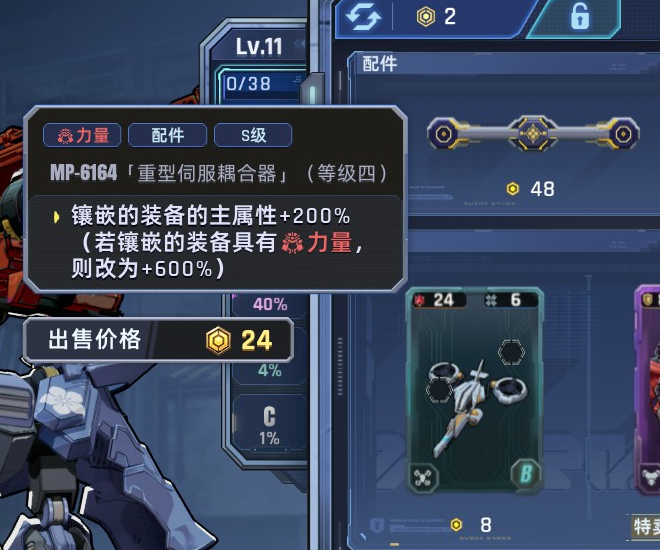 2
Lv.11
0/38
配件
力量
配件
S级
MP-6164「重型伺服耦合器」（等级四）
48
镶嵌的装备的主属性+200%
（若镶嵌的装备具有力量，
则改为+600%）
40%
24
6
出售价格
24
4%
C
1%
B
8
特卖